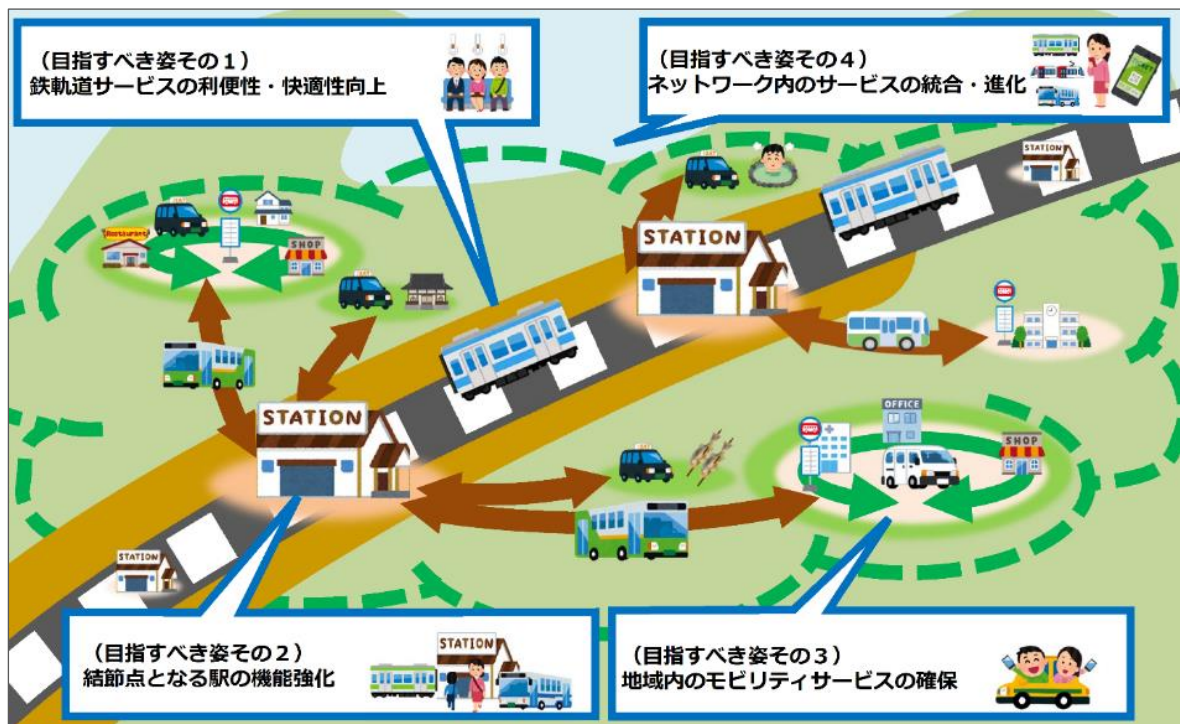 (目指すべき姿その1)
鉄軌道サービスの利便性・快適性向上
(目指すべき姿その4)
ネットワーク内のサービスの統合・進化
STATION
Restaurant
SHOP
STATION
STATION
OFFICE
SHOP
STATION
(目指すべき姿その2)
結節点となる駅の機能強化
STATION
(目指すべき姿その3)
地域内のモビリティサービスの確保